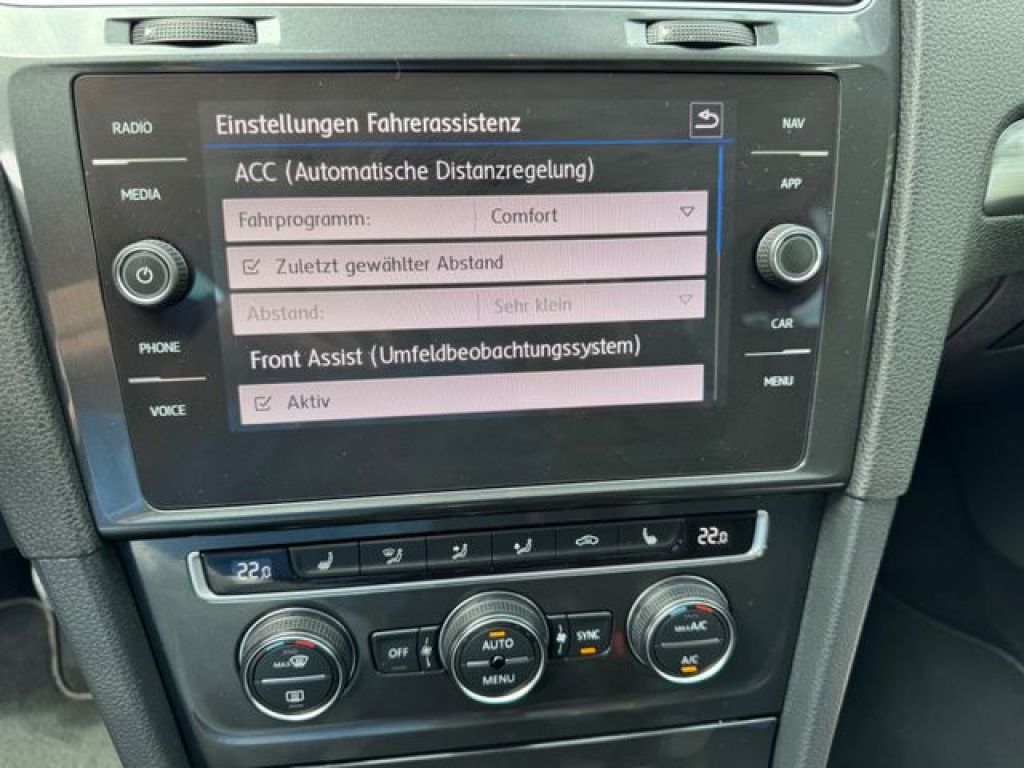 RADIO
MEDIA
PHONE
VOICE
Einstellungen Fahrerassistenz
ACC (Automatische Distanzregelung)
Fahrprogramm: Comfort
Zuletzt gewählter Abstand
Abstand: Sehr klein
Front Assist (Umfeldbeobachtungssystem)
Aktiv
NAV
APP
CAR
MENU
22.0
22.0
MAX
OFF
AUTO
MENU
SYNC
MAX A/C
A/C